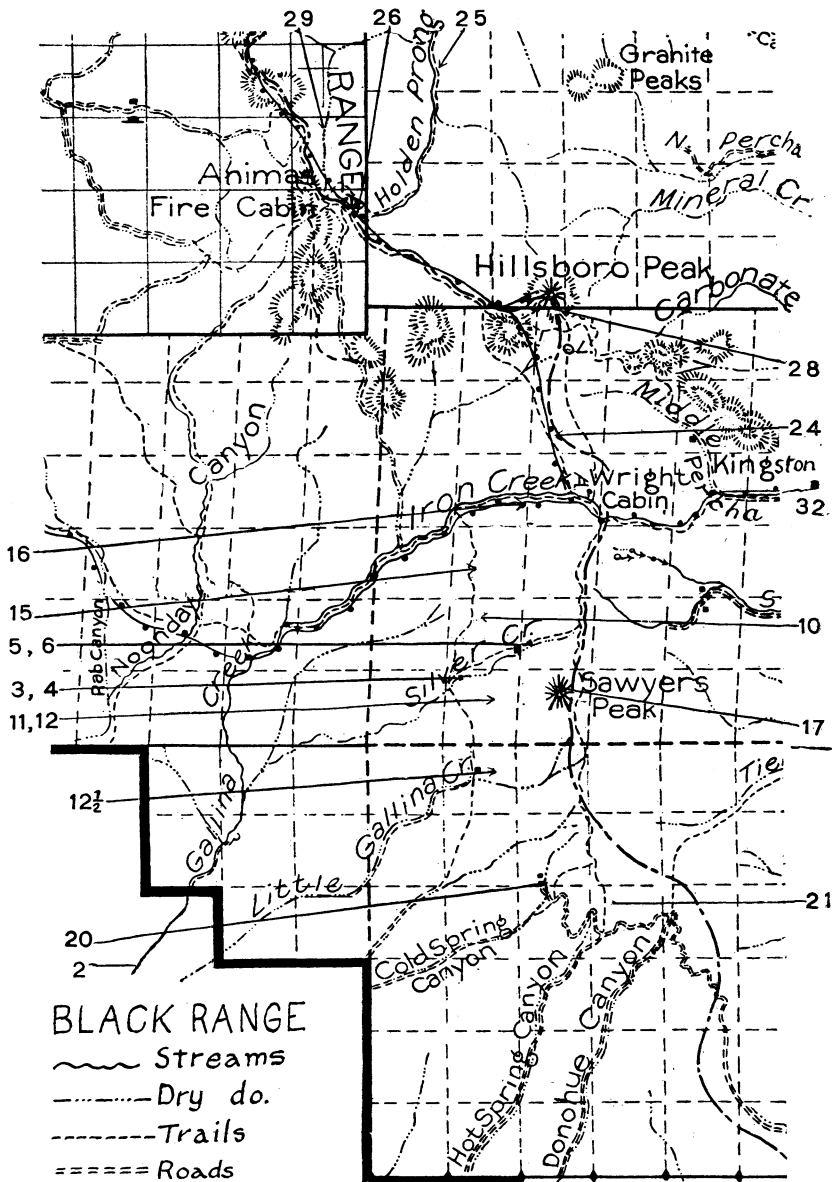 29
26
25
RANGE
Holden Prong
Granite
Peaks
N. Percha
Mineral Cr.
Animas
Fire Cabin
Hillsboro Peak
Carbonate
28
Middle
Percha
24
Canyon
Iron Creek
Wright
Cabin
Kingston
32
16
15
10
S
Rab Canyon
Noonday
5, 6
Creek
3, 4
Silver Cr.
11, 12
Sawyers
Peak
17
12½
Gallina
Gallina Cr.
Little
Tie
21
20
Cold Spring
Canyon
2
Hot Spring Canyon
Donohue Canyon
BLACK RANGE
Streams
Dry do.
Trails
Roads